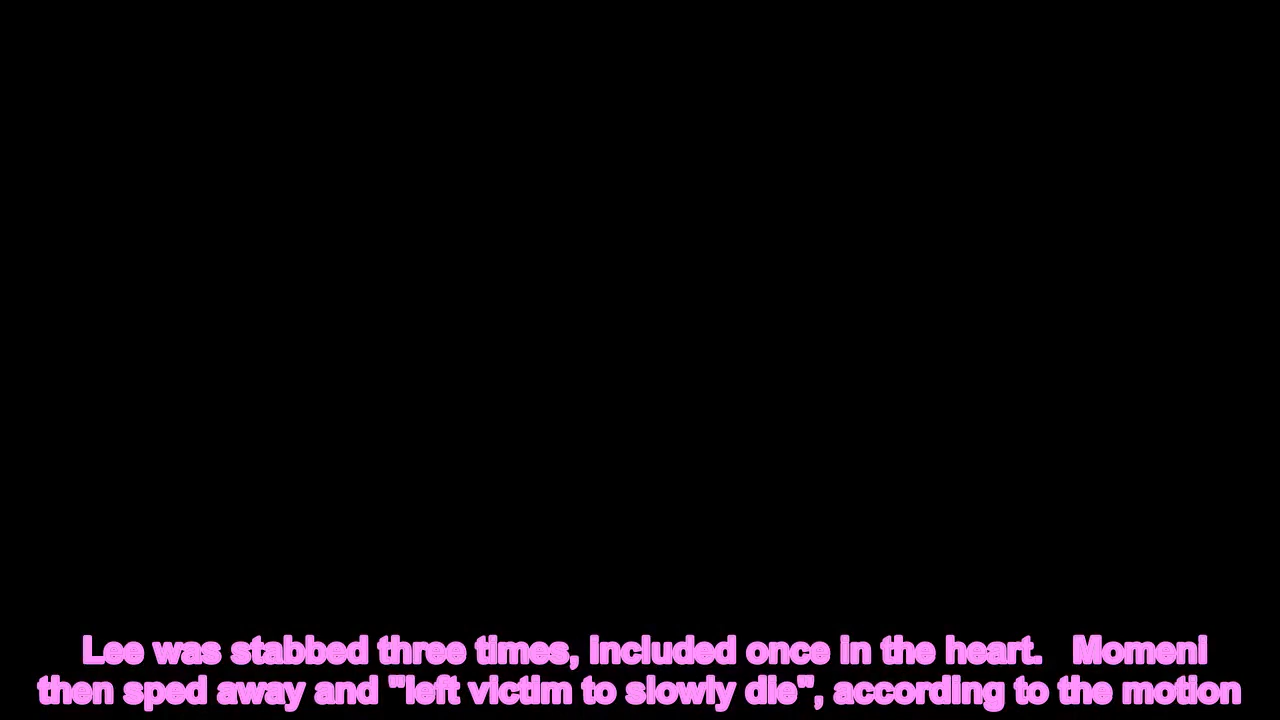 Lee was stabbed three times, included once in the heart.   Momeni
then sped away and "left victim to slowly die", according to the motion